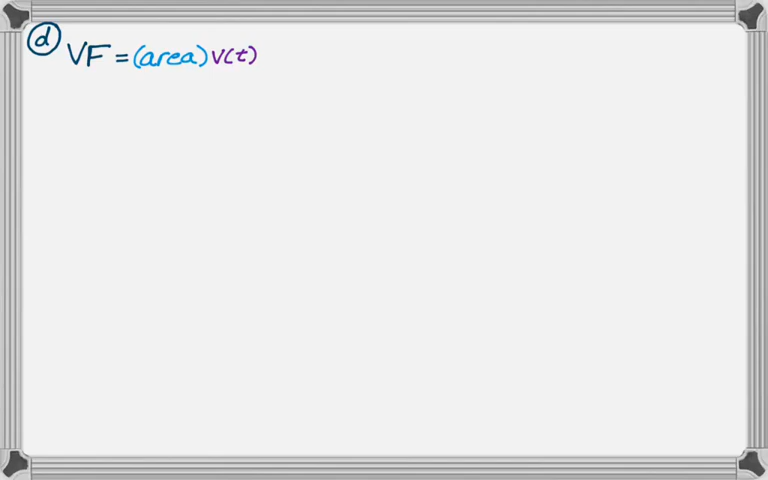 (d) VF = (area) v(t)